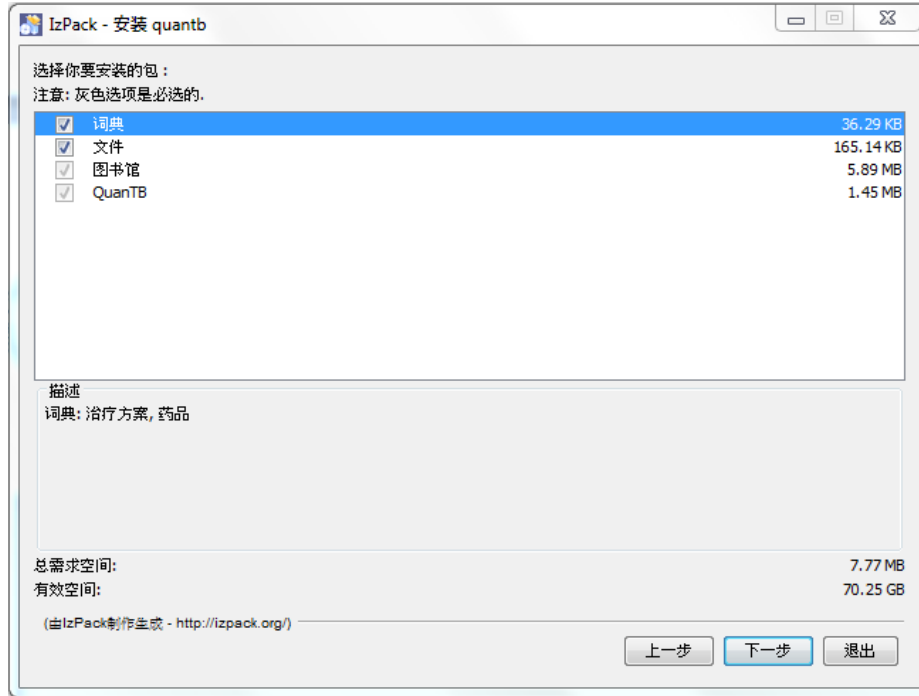 IzPack - 安装 quantb
选择你要安装的包 :
注意: 灰色选项是必选的.
词典 36.29 KB
文件 165.14 KB
图书馆 5.89 MB
QuanTB 1.45 MB
描述
词典: 治疗方案, 药品
总需求空间: 7.77 MB
有效空间: 70.25 GB
(由IzPack制作生成 - http://izpack.org/)
上一步 下一步 退出